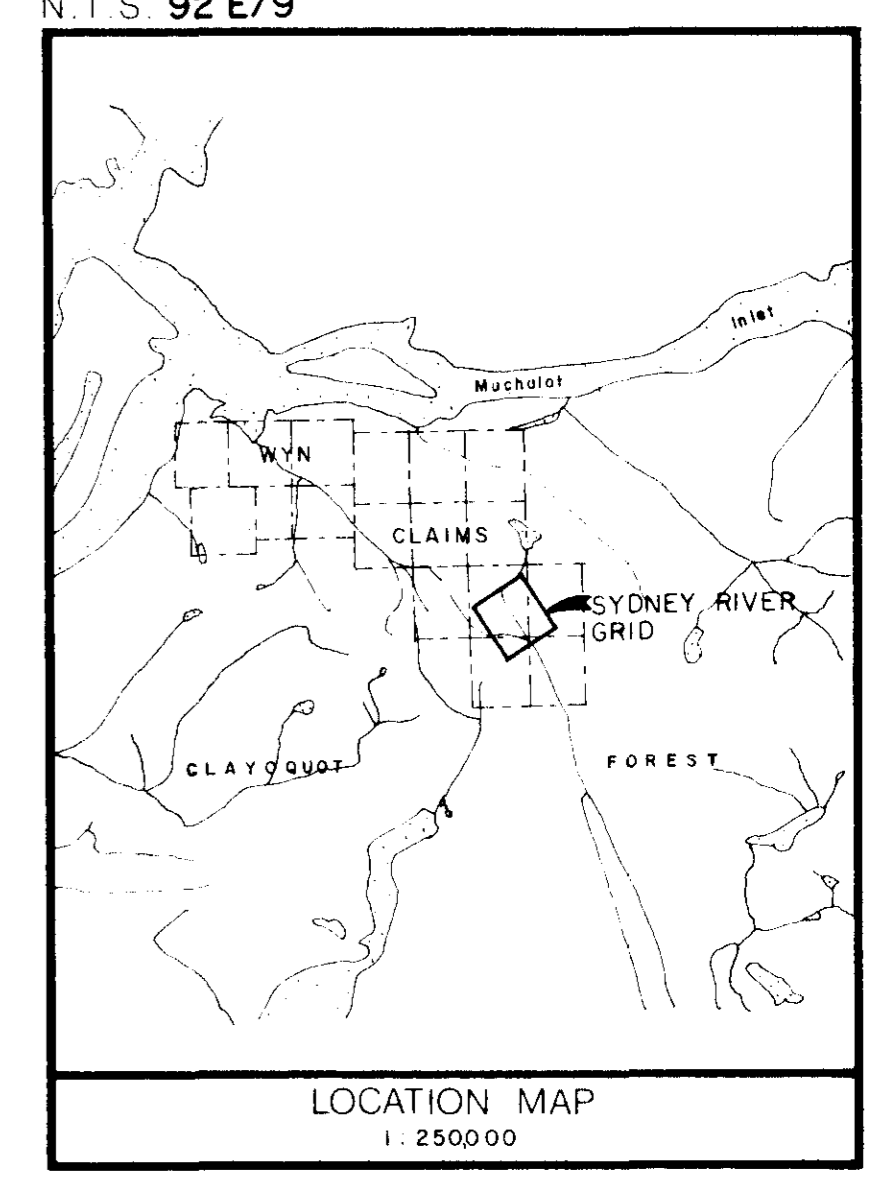 N.T.S. 92 E/9
Inlet
Muchalat
WYN
CLAIMS
SYDNEY RIVER
GRID
CLAYOQUOT
FOREST
LOCATION MAP
1 : 250,000